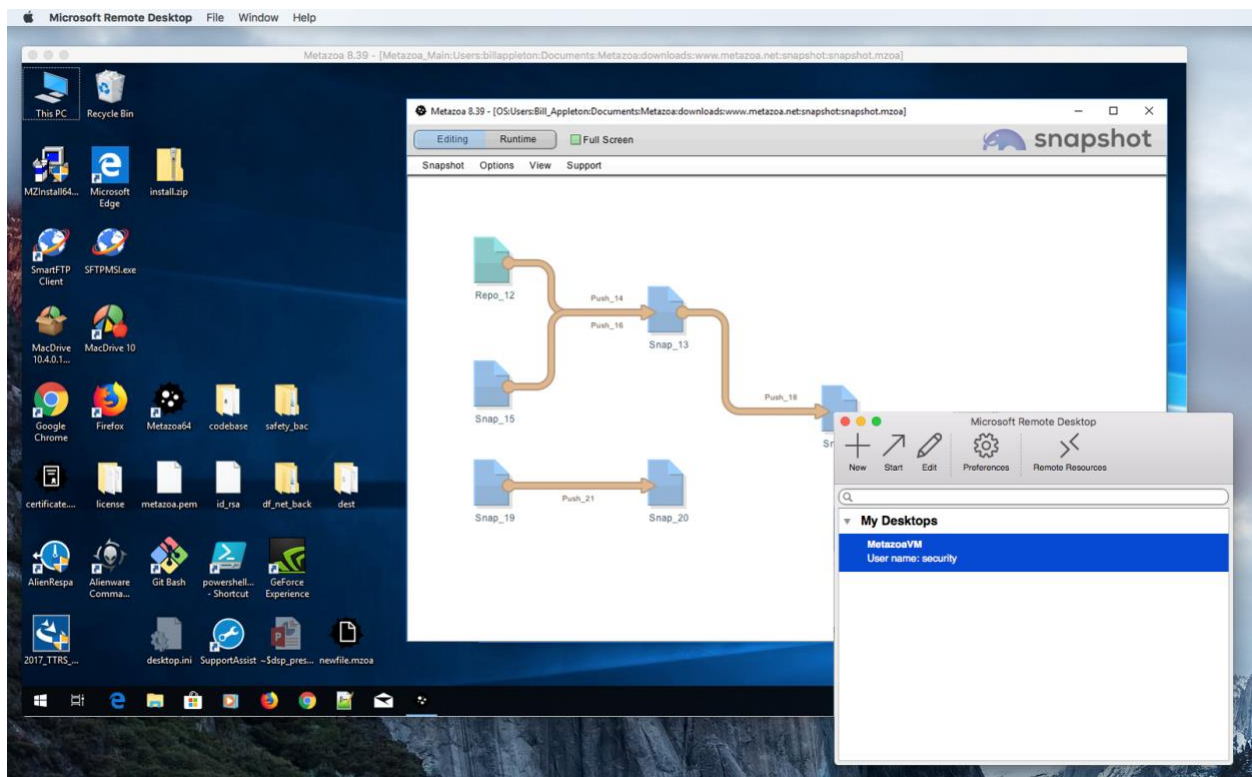 Microsoft Remote Desktop File Window Help
Metazoa 8.39 - [Metazoa_Main:Users:billappleton:Documents:Metazoa:downloads:www.metazoa.net:snapshot:snapshot.mzoa]
This PC
Recycle Bin
MZInstall64...
Microsoft
Edge
install.zip
SmartFTP
Client
SFTPMSI.exe
MacDrive
10.4.0.1...
MacDrive 10
Google
Chrome
Firefox
Metazoa64
codebase
safety_bac
certificate....
license
metazoa.pem
id_rsa
df_net_back
dest
AlienRespa
Alienware
Comma...
Git Bash
powershell...
- Shortcut
GeForce
Experience
2017_TTRS_...
desktop.ini
SupportAssist
~$dsp_pres...
newfile.mzoa
Metazoa 8.39 - [OS:Users:Bill_Appleton:Documents:Metazoa:downloads:www.metazoa.net:snapshot:snapshot.mzoa]
Editing Runtime Full Screen
snapshot
Snapshot Options View Support
Repo_12
Push_14
Push_16
Snap_13
Snap_15
Push_18
Sn
Snap_19
Push_21
Snap_20
Microsoft Remote Desktop
New Start Edit Preferences Remote Resources
My Desktops
MetazoaVM
User name: security